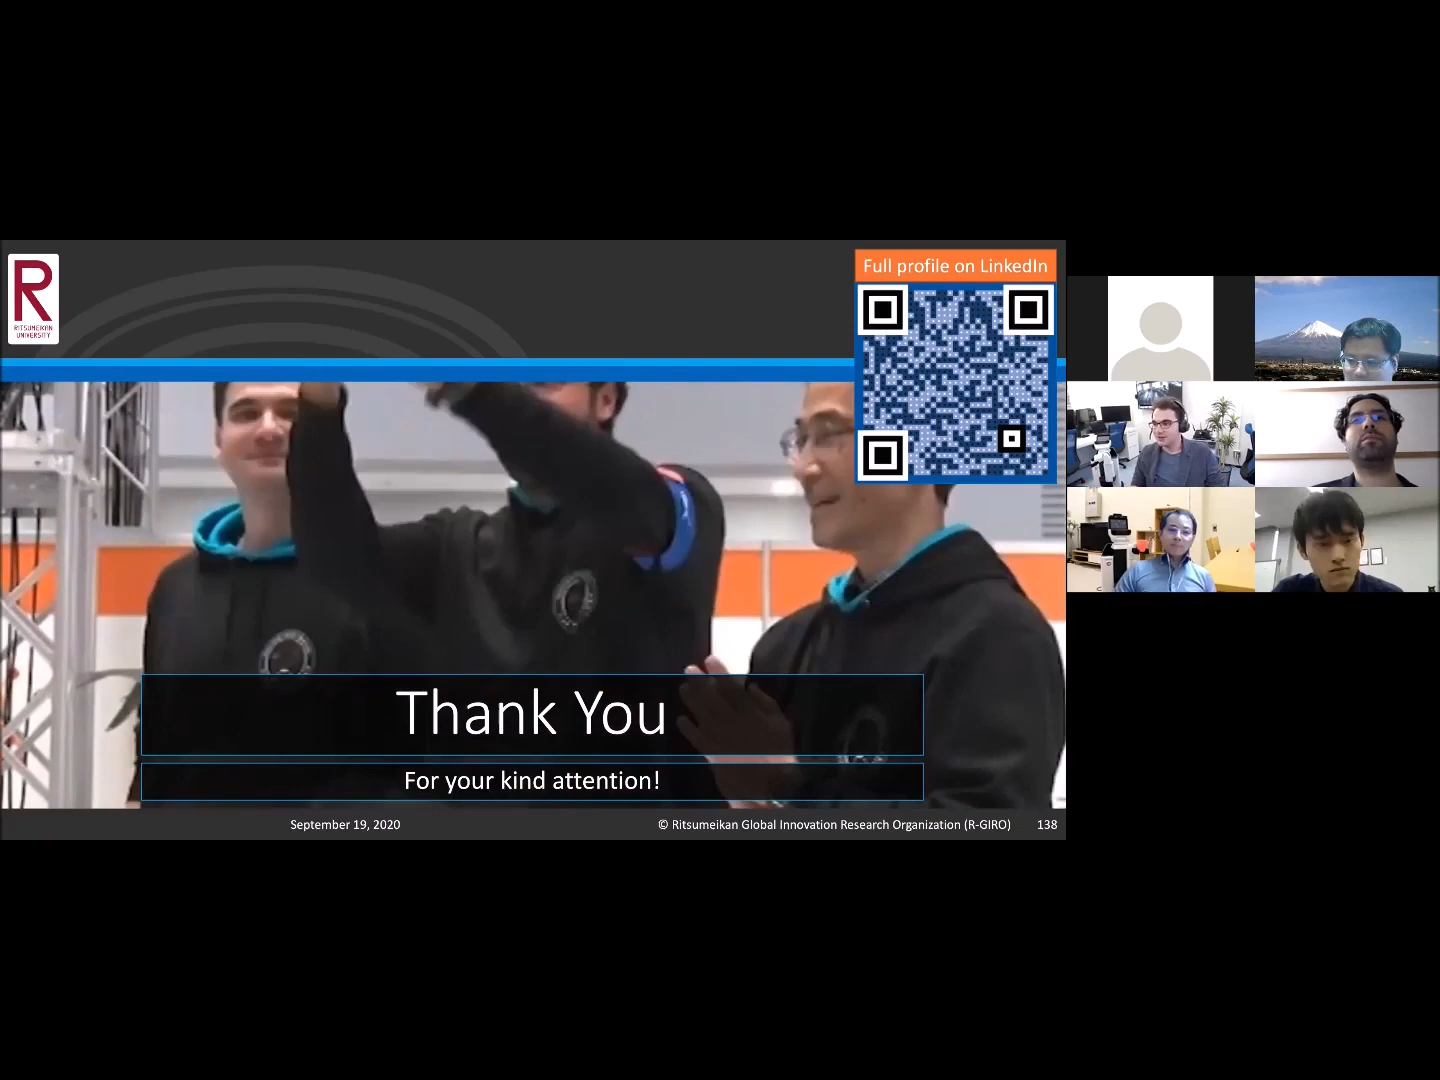 R
RITSUMEIKAN
UNIVERSITY
Full profile on LinkedIn
Thank You
For your kind attention!
September 19, 2020
© Ritsumeikan Global Innovation Research Organization (R-GIRO)
138